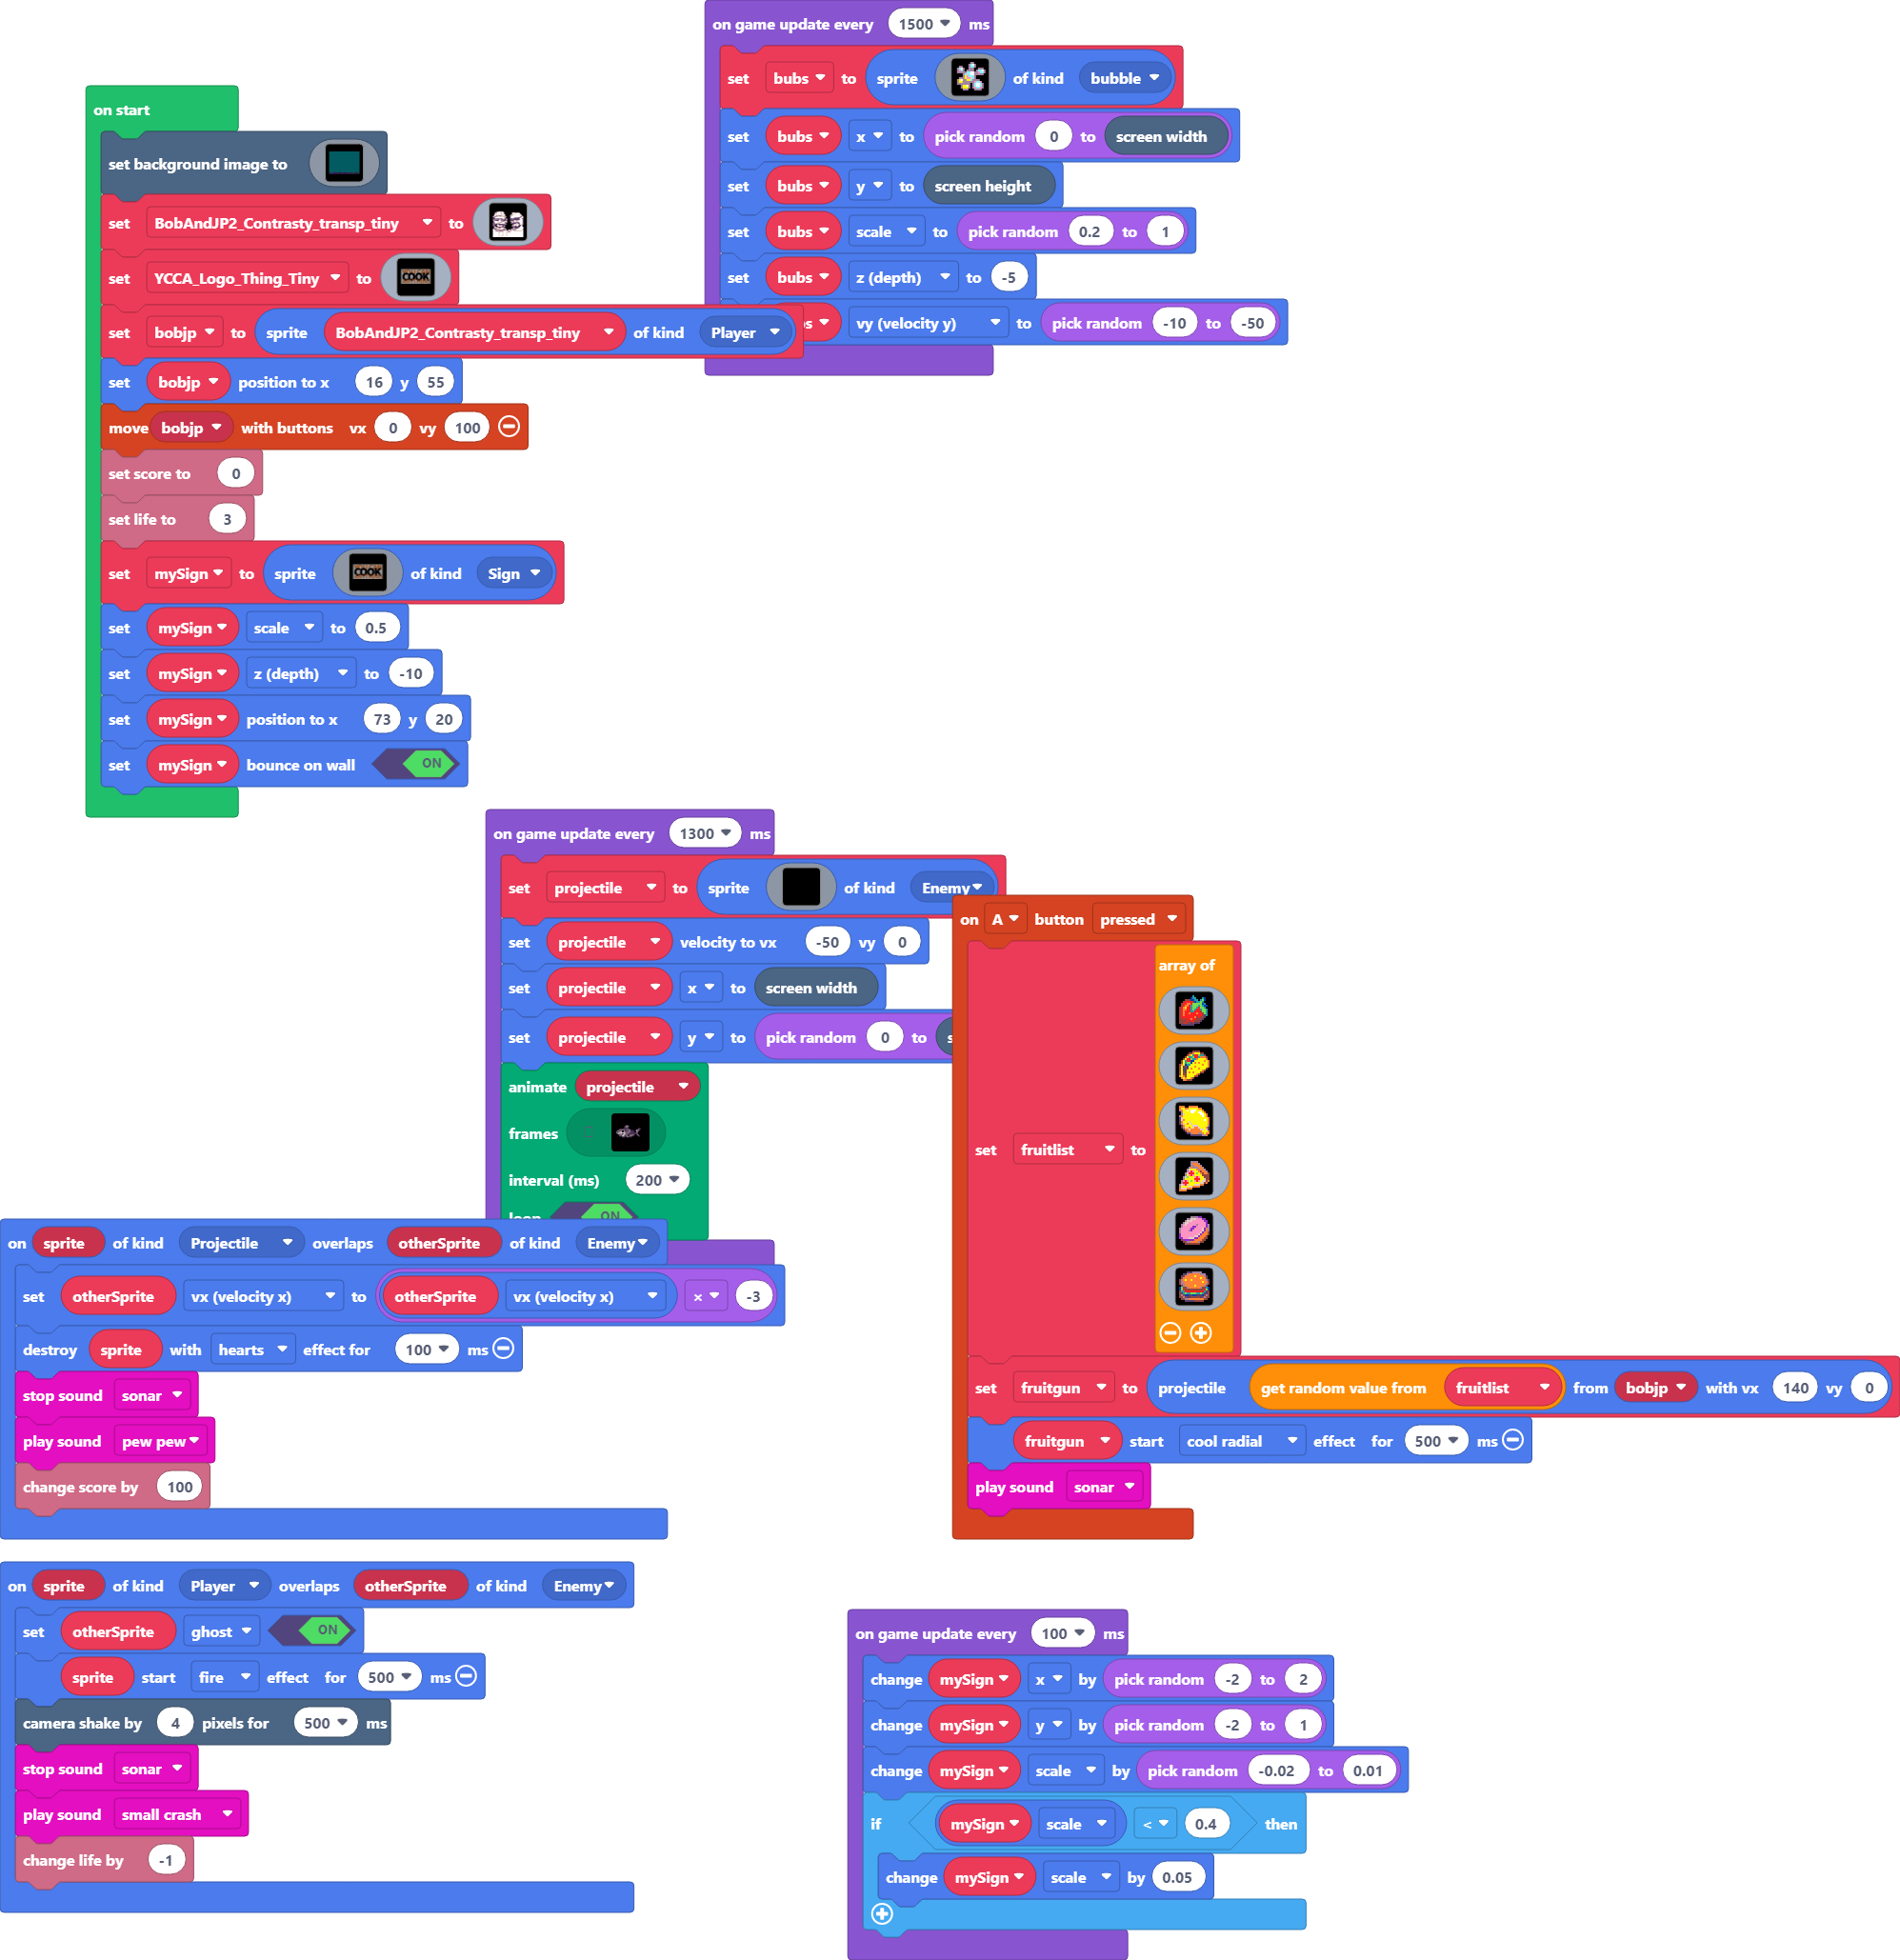 on start
set background image to
set BobAndJP2_Contrasty_transp_tiny to
set YCCA_Logo_Thing_Tiny to COOK
set bobjp to sprite BobAndJP2_Contrasty_transp_tiny of kind Player
set bobjp position to x 16 y 55
move bobjp with buttons vx 0 vy 100
set score to 0
set life to 3
set mySign to sprite COOK of kind Sign
set mySign scale to 0.5
set mySign z (depth) to -10
set mySign position to x 73 y 20
set mySign bounce on wall ON
on game update every 1500 ms
set bubs to sprite of kind bubble
set bubs x to pick random 0 to screen width
set bubs y to screen height
set bubs scale to pick random 0.2 to 1
set bubs z (depth) to -5
vy (velocity y) to pick random -10 to -50
on game update every 1300 ms
set projectile to sprite of kind Enemy
set projectile velocity to vx -50 vy 0
set projectile x to screen width
set projectile y to pick random 0 to
animate projectile
frames
interval (ms) 200
loop ON
on A button pressed
array of
set fruitlist to
set fruitgun to projectile get random value from fruitlist from bobjp with vx 140 vy 0
fruitgun start cool radial effect for 500 ms
play sound sonar
on sprite of kind Projectile overlaps otherSprite of kind Enemy
set otherSprite vx (velocity x) to otherSprite vx (velocity x) × -3
destroy sprite with hearts effect for 100 ms
stop sound sonar
play sound pew pew
change score by 100
on sprite of kind Player overlaps otherSprite of kind Enemy
set otherSprite ghost ON
sprite start fire effect for 500 ms
camera shake by 4 pixels for 500 ms
stop sound sonar
play sound small crash
change life by -1
on game update every 100 ms
change mySign x by pick random -2 to 2
change mySign y by pick random -2 to 1
change mySign scale by pick random -0.02 to 0.01
if mySign scale < 0.4 then
change mySign scale by 0.05